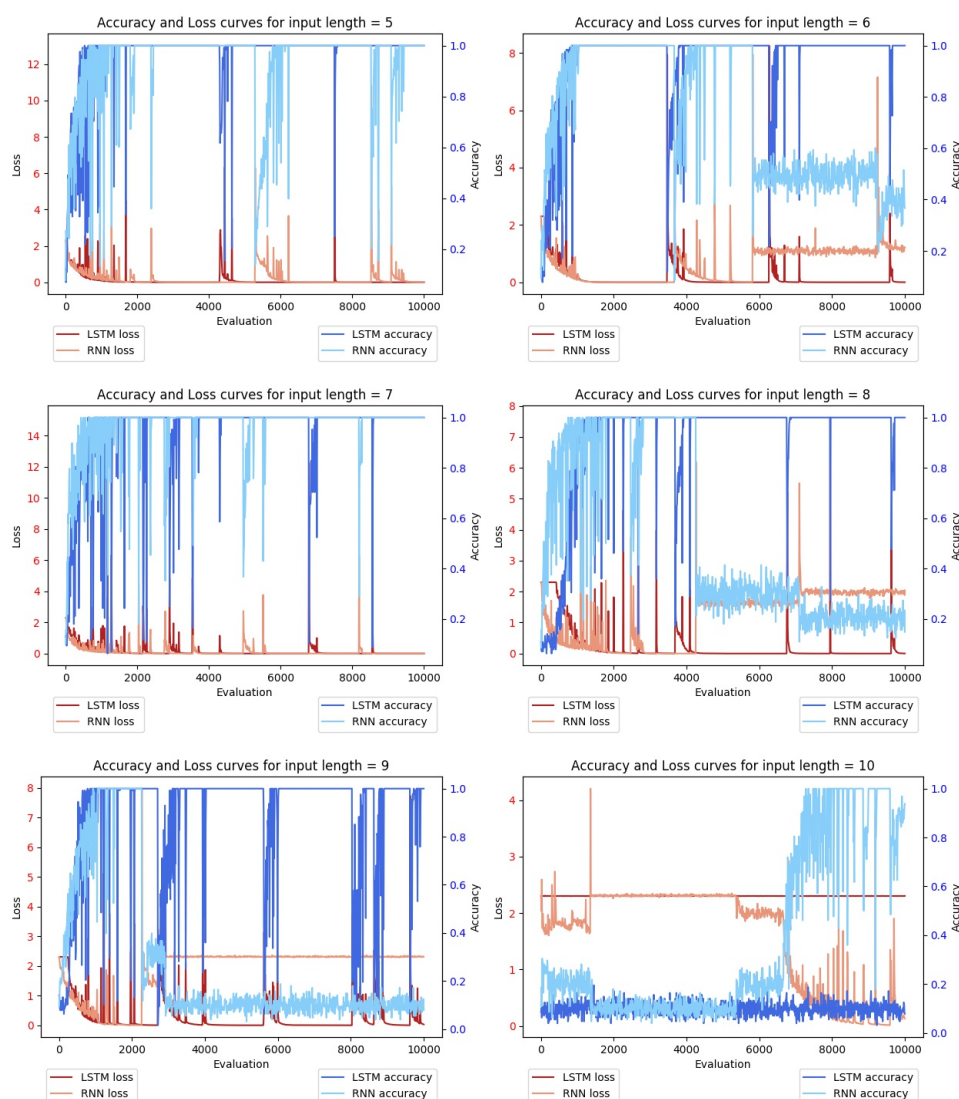 Accuracy and Loss curves for input length = 5
12
10
8
6
4
2
0
Loss
1.0
0.8
0.6
0.4
0.2
Accuracy
0 2000 4000 6000 8000 10000
Evaluation
LSTM loss
RNN loss
LSTM accuracy
RNN accuracy
Accuracy and Loss curves for input length = 6
8
6
4
2
0
Loss
1.0
0.8
0.6
0.4
0.2
Accuracy
0 2000 4000 6000 8000 10000
Evaluation
LSTM loss
RNN loss
LSTM accuracy
RNN accuracy
Accuracy and Loss curves for input length = 7
14
12
10
8
6
4
2
0
Loss
1.0
0.8
0.6
0.4
0.2
Accuracy
0 2000 4000 6000 8000 10000
Evaluation
LSTM loss
RNN loss
LSTM accuracy
RNN accuracy
Accuracy and Loss curves for input length = 8
8
7
6
5
4
3
2
1
0
Loss
1.0
0.8
0.6
0.4
0.2
Accuracy
0 2000 4000 6000 8000 10000
Evaluation
LSTM loss
RNN loss
LSTM accuracy
RNN accuracy
Accuracy and Loss curves for input length = 9
8
7
6
5
4
3
2
1
0
Loss
1.0
0.8
0.6
0.4
0.2
0.0
Accuracy
0 2000 4000 6000 8000 10000
Evaluation
LSTM loss
RNN loss
LSTM accuracy
RNN accuracy
Accuracy and Loss curves for input length = 10
4
3
2
1
0
Loss
1.0
0.8
0.6
0.4
0.2
0.0
Accuracy
0 2000 4000 6000 8000 10000
Evaluation
LSTM loss
RNN loss
LSTM accuracy
RNN accuracy